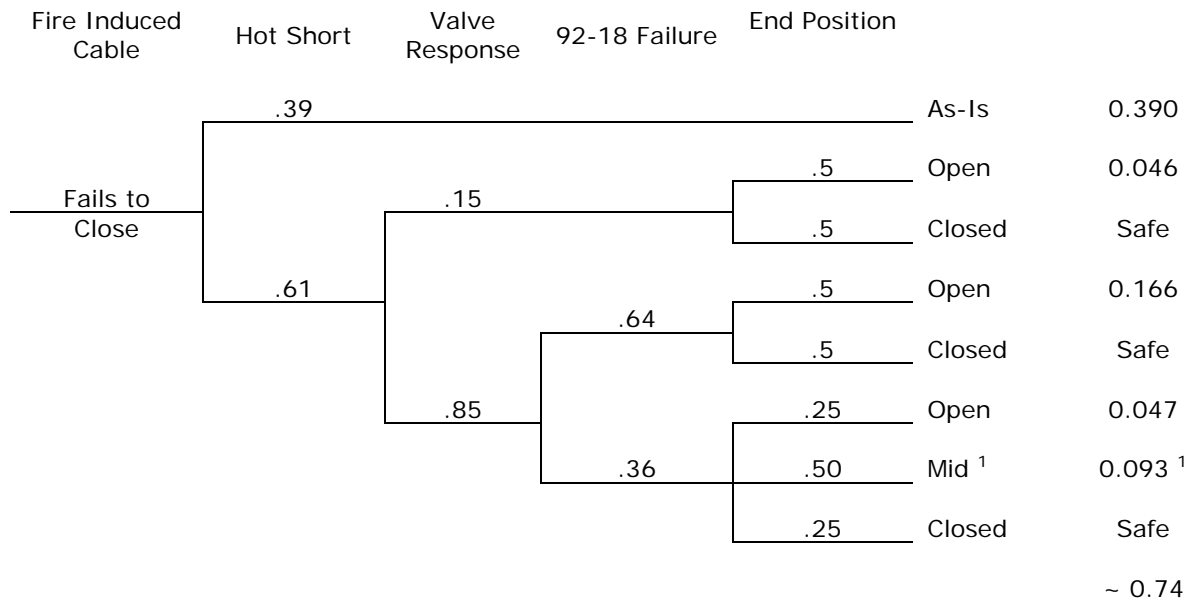 Fire Induced Cable Hot Short Valve Response 92-18 Failure End Position
.39 As-Is 0.390
.5 Open 0.046
Fails to Close .15
.5 Closed Safe
.61 .5 Open 0.166
.64
.5 Closed Safe
.85 .25 Open 0.047
.36 .50 Mid 1 0.093 1
.25 Closed Safe
~ 0.74